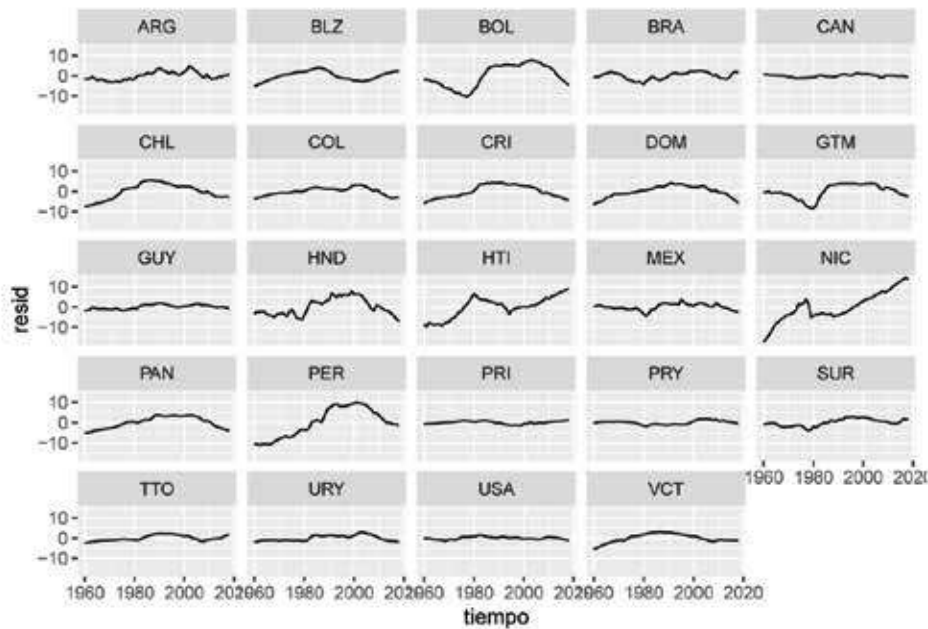 ARG BLZ BOL BRA CAN
10
0
−10
CHL COL CRI DOM GTM
10
0
−10
GUY HND HTI MEX NIC
10
0
−10
resid
PAN PER PRI PRY SUR
10
0
−10
1960 1980 2000 2020
TTO URY USA VCT
10
0
−10
1960 1980 2000 2020 1960 1980 2000 2020 1960 1980 2000 2020 1960 1980 2000 2020
tiempo